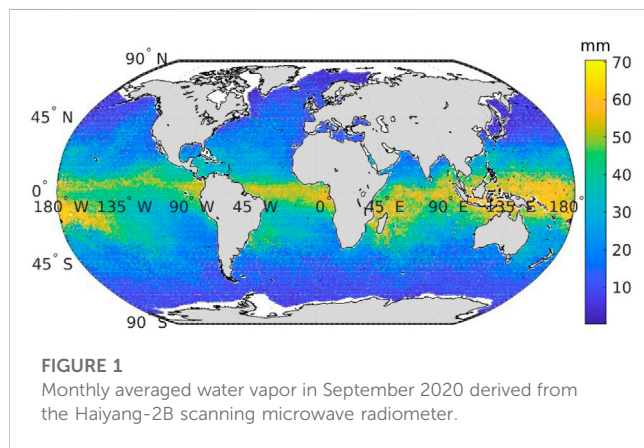 mm
90° N
70
60
45° N
50
40
0°
180° W 135° W 90° W 45° W 0° 45° E 90° E 135° E 180°
30
20
45° S
10
90° S
FIGURE 1
Monthly averaged water vapor in September 2020 derived from
the Haiyang-2B scanning microwave radiometer.